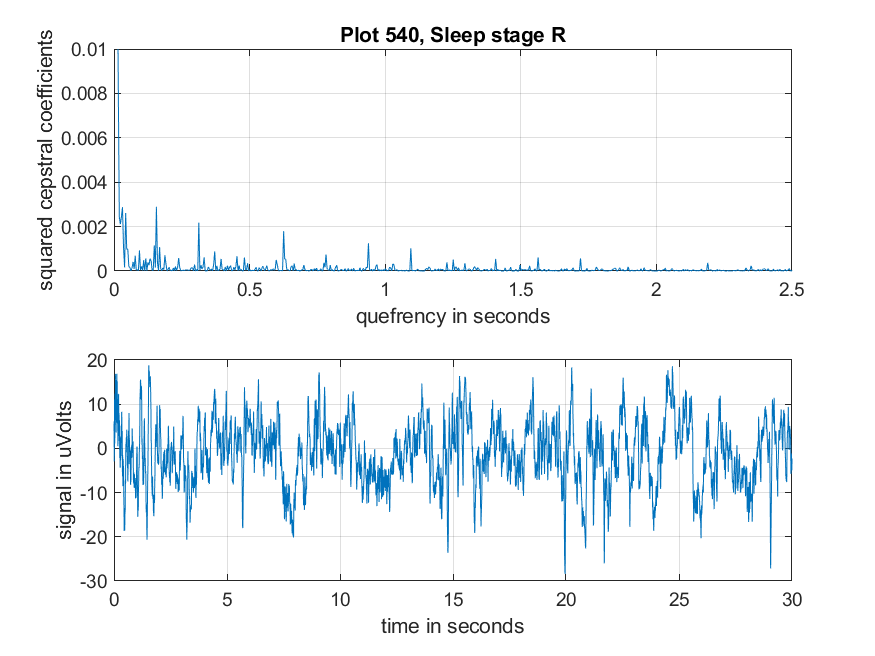 Plot 540, Sleep stage R
squared cepstral coefficients
0.01
0.008
0.006
0.004
0.002
0
0 0.5 1 1.5 2 2.5
quefrency in seconds
signal in uVolts
20
10
0
-10
-20
-30
0 5 10 15 20 25 30
time in seconds